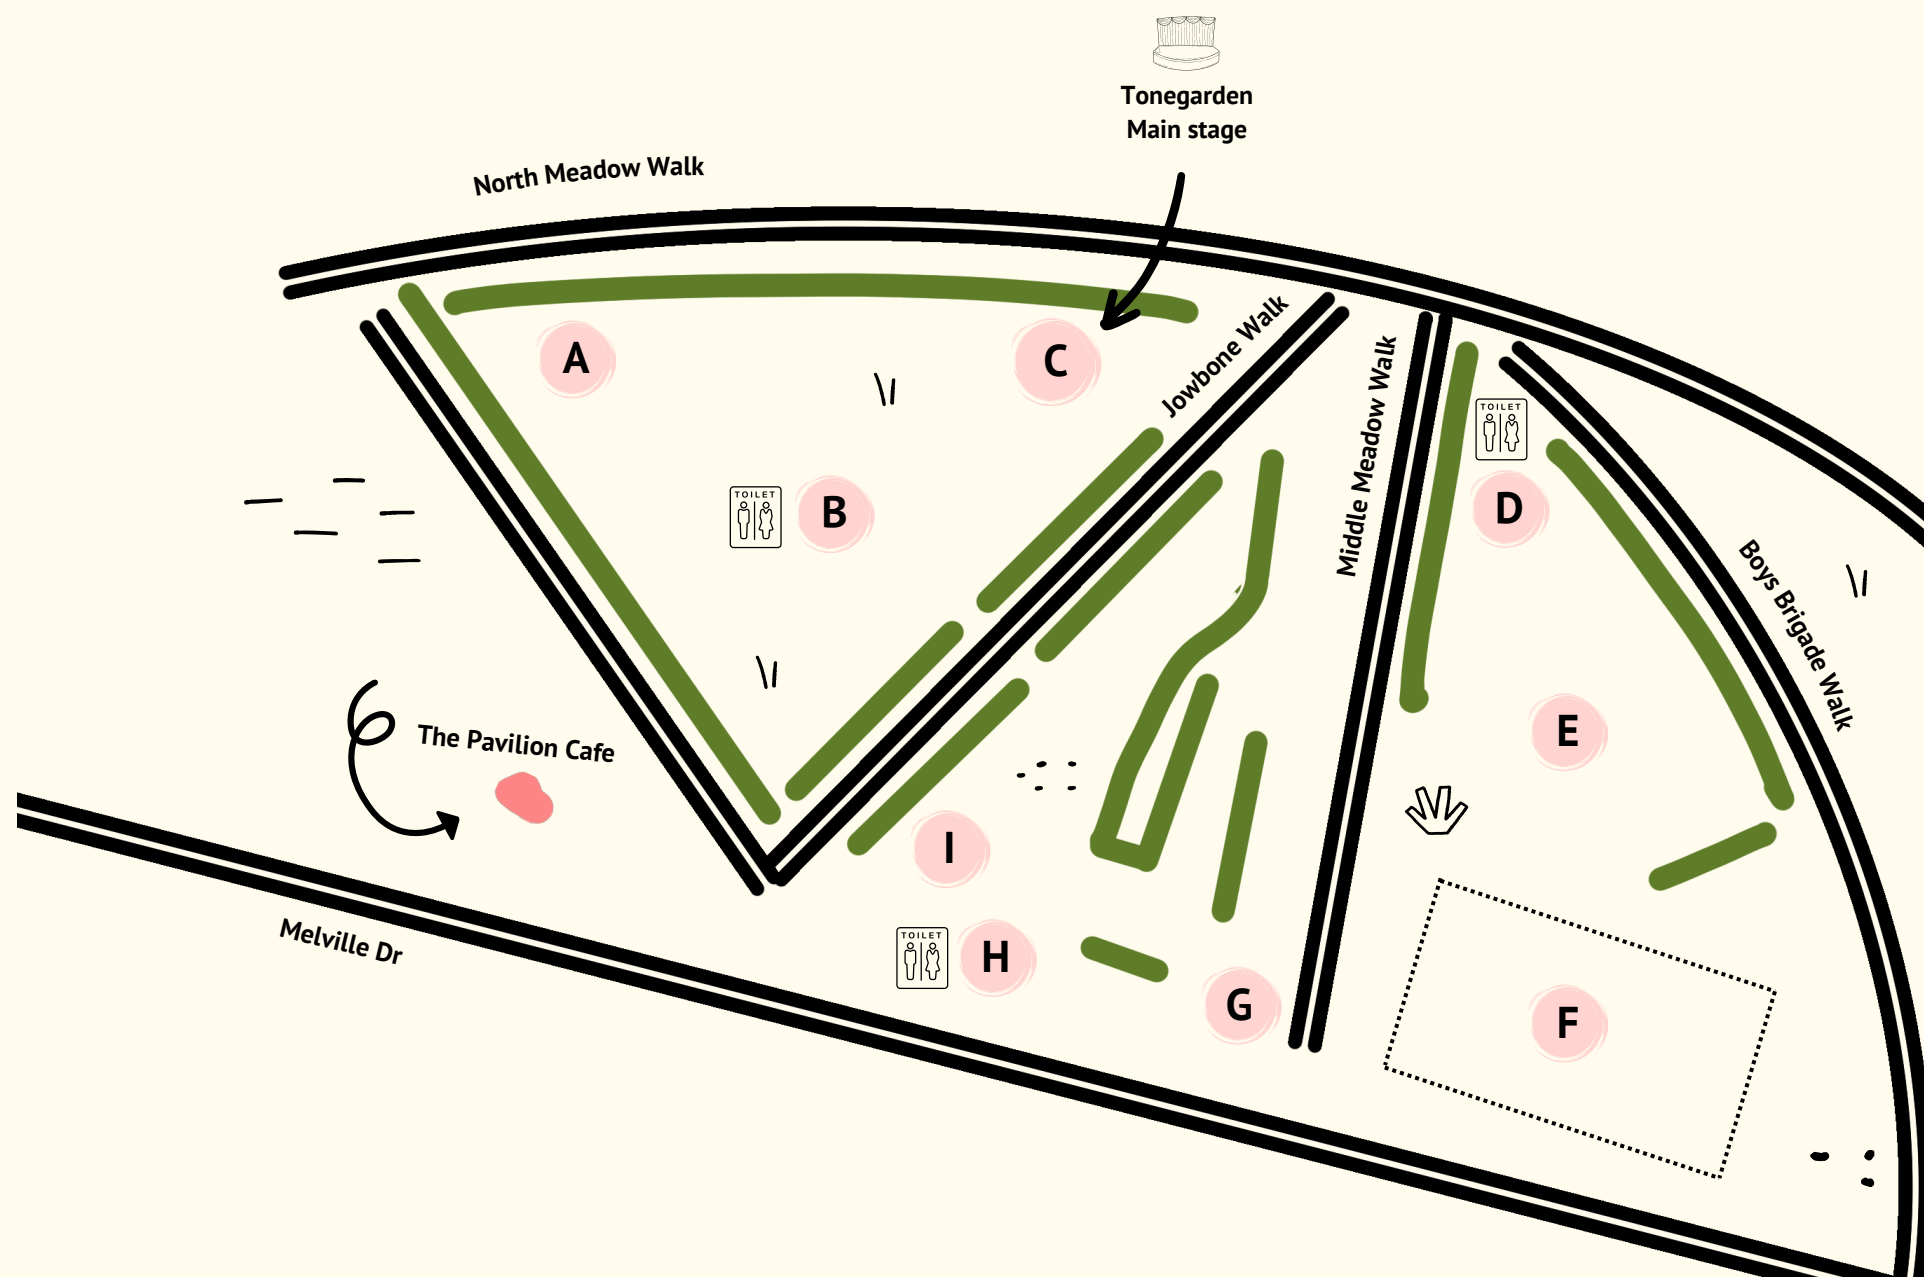 Tonegarden
Main stage
North Meadow Walk
A
C
Jowbone Walk
Middle Meadow Walk
TOILET
D
TOILET
B
Boys Brigade Walk
The Pavilion Cafe
E
I
Melville Dr
TOILET
H
G
F